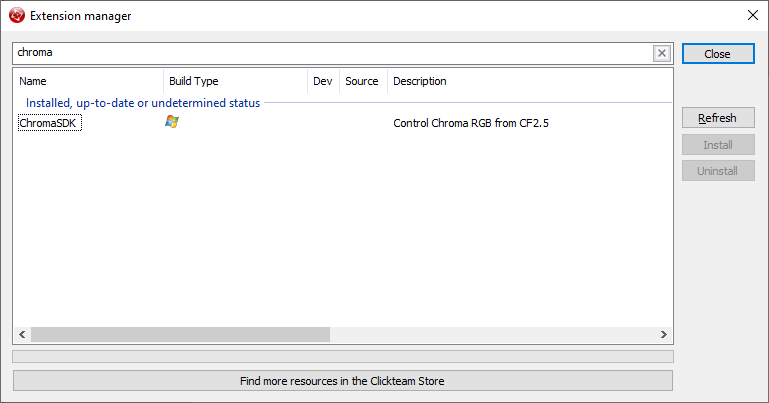 Extension manager
chroma
Close
Name Build Type Dev Source Description
Installed, up-to-date or undetermined status
ChromaSDK Control Chroma RGB from CF2.5
Refresh
Install
Uninstall
Find more resources in the Clickteam Store